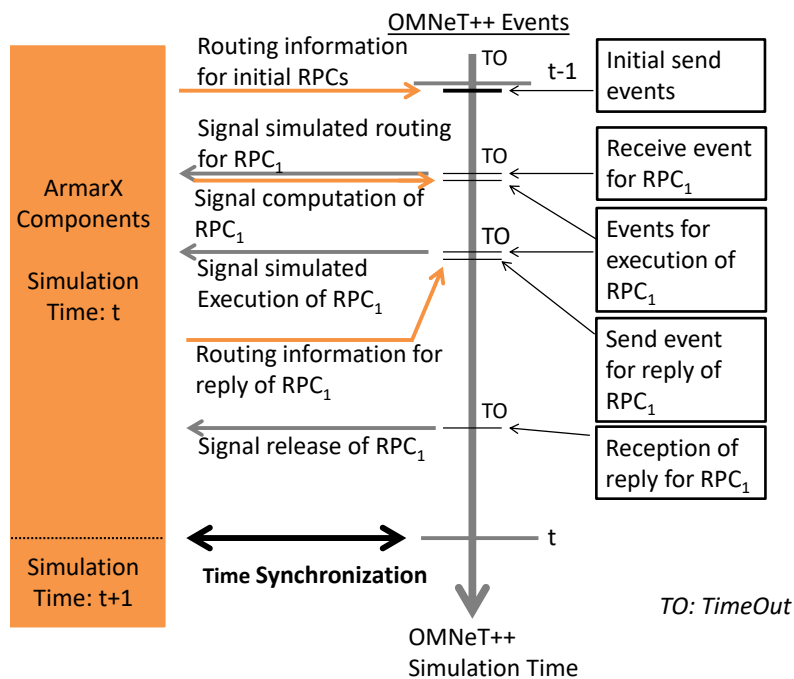 OMNeT++ Events
Routing information
for initial RPCs
TO
t-1
Initial send
events
Signal simulated routing
for RPC₁
TO
Receive event
for RPC₁
ArmarX
Components
Simulation
Time: t
Signal computation of
RPC₁
TO
Events for
execution of
RPC₁
Signal simulated
Execution of RPC₁
Routing information for
reply of RPC₁
Send event
for reply of
RPC₁
TO
Signal release of RPC₁
Reception of
reply for RPC₁
t
Time Synchronization
Simulation
Time: t+1
TO: TimeOut
OMNeT++
Simulation Time